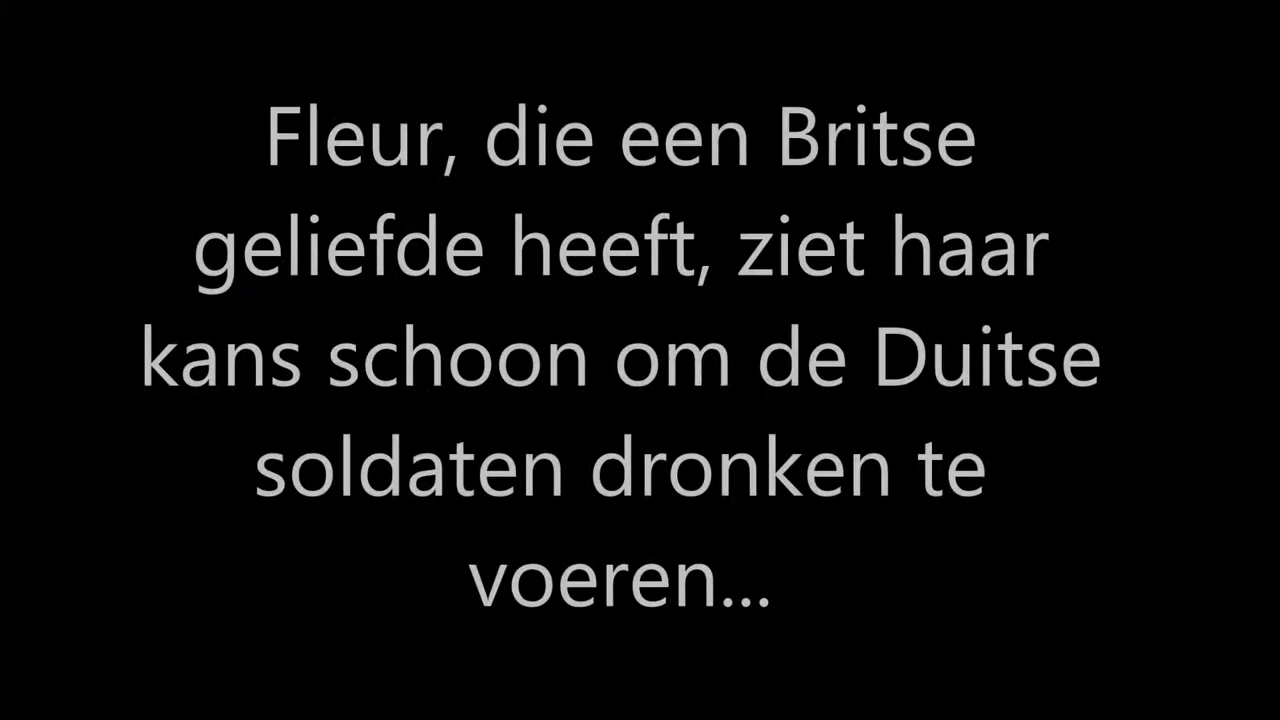 Fleur, die een Britse
geliefde heeft, ziet haar
kans schoon om de Duitse
soldaten dronken te
voeren...